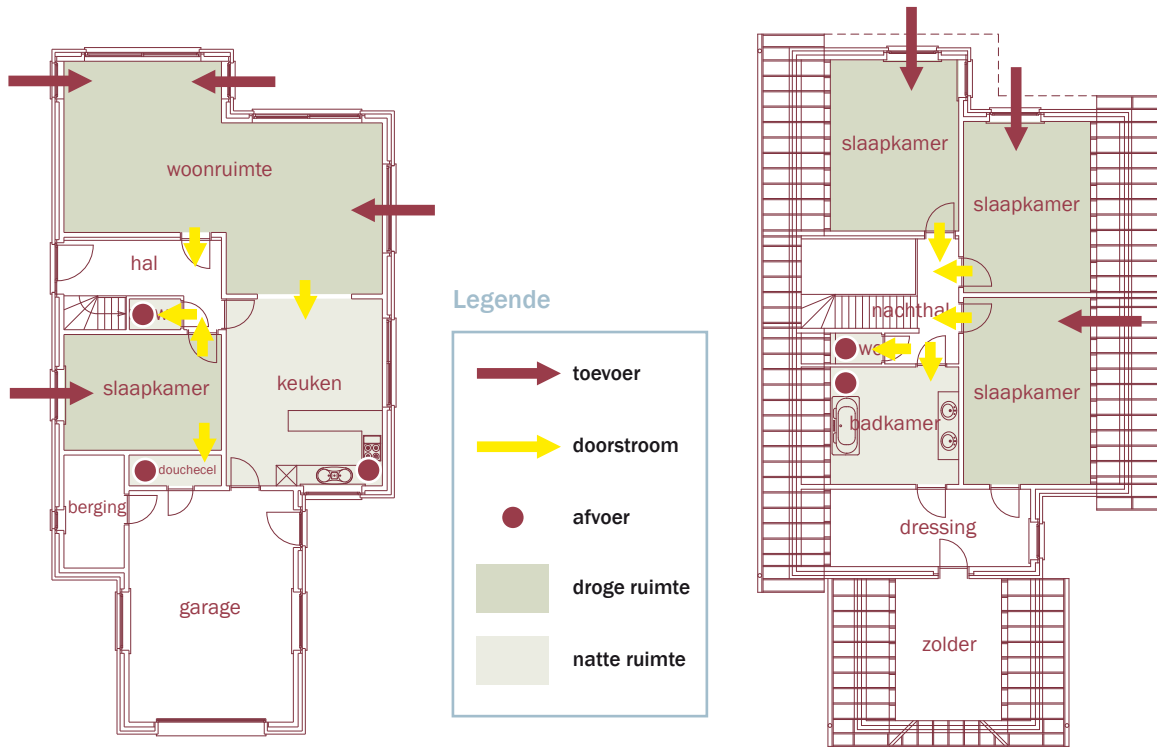 woonruimte
hal
wc
slaapkamer
keuken
douchecel
berging
garage
Legende
toevoer
doorstroom
afvoer
droge ruimte
natte ruimte
slaapkamer
slaapkamer
nachthal
wc
slaapkamer
badkamer
dressing
zolder